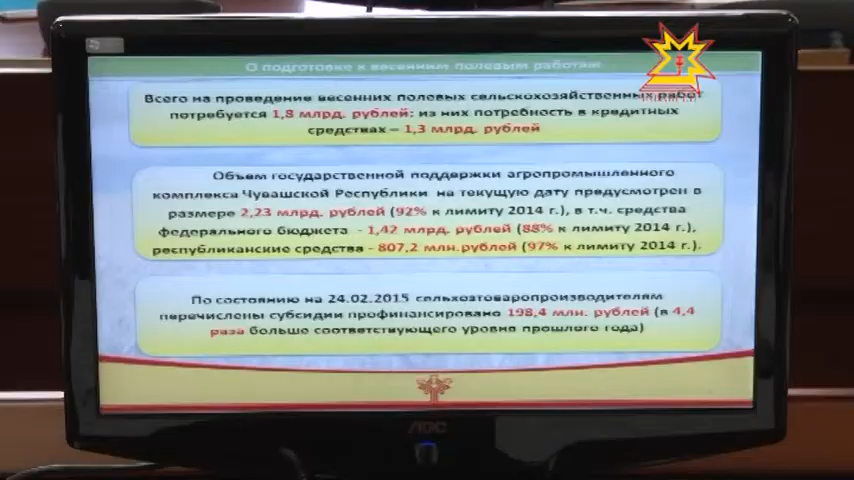 О подготовке к весенним полевым работам
Всего на проведение весенних полевых сельскохозяйственных работ
потребуется 1,8 млрд. рублей: из них потребность в кредитных
средствах – 1,3 млрд. рублей
Объем государственной поддержки агропромышленного
комплекса Чувашской Республики на текущую дату предусмотрен в
размере 2,23 млрд. рублей (92% к лимиту 2014 г.), в т.ч. средства
федерального бюджета - 1,42 млрд. рублей (88% к лимиту 2014 г.),
республиканские средства - 807,2 млн.рублей (97% к лимиту 2014 г.).
По состоянию на 24.02.2015 сельхозтоваропроизводителям
перечислены субсидии профинансировано 198,4 млн. рублей (в 4,4
раза больше соответствующего уровня прошлого года)
AOC